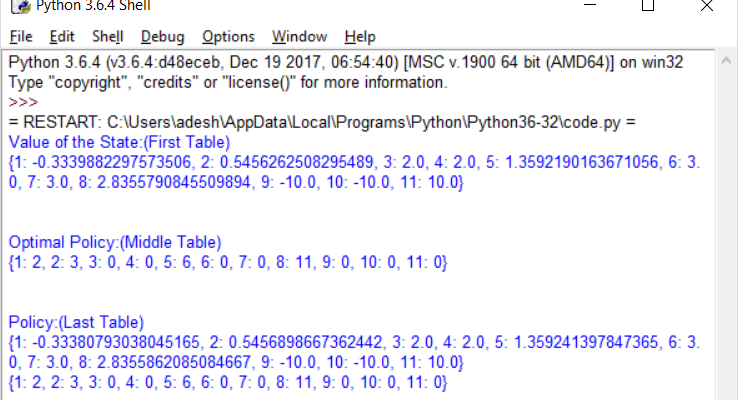 Python 3.6.4 Shell
File Edit Shell Debug Options Window Help
Python 3.6.4 (v3.6.4:d48eceb, Dec 19 2017, 06:54:40) [MSC v.1900 64 bit (AMD64)] on win32
Type "copyright", "credits" or "license()" for more information.
>>>
= RESTART: C:\Users\adesh\AppData\Local\Programs\Python\Python36-32\code.py =
Value of the State:(First Table)
{1: -0.3339882297573506, 2: 0.5456262508295489, 3: 2.0, 4: 2.0, 5: 1.3592190163671056, 6: 3.
0, 7: 3.0, 8: 2.8355790845509894, 9: -10.0, 10: -10.0, 11: 10.0}
Optimal Policy:(Middle Table)
{1: 2, 2: 3, 3: 0, 4: 0, 5: 6, 6: 0, 7: 0, 8: 11, 9: 0, 10: 0, 11: 0}
Policy:(Last Table)
{1: -0.33380793038045165, 2: 0.5456898667362442, 3: 2.0, 4: 2.0, 5: 1.359241397847365, 6: 3.
0, 7: 3.0, 8: 2.8355862085084667, 9: -10.0, 10: -10.0, 11: 10.0}
{1: 2, 2: 3, 3: 0, 4: 0, 5: 6, 6: 0, 7: 0, 8: 11, 9: 0, 10: 0, 11: 0}